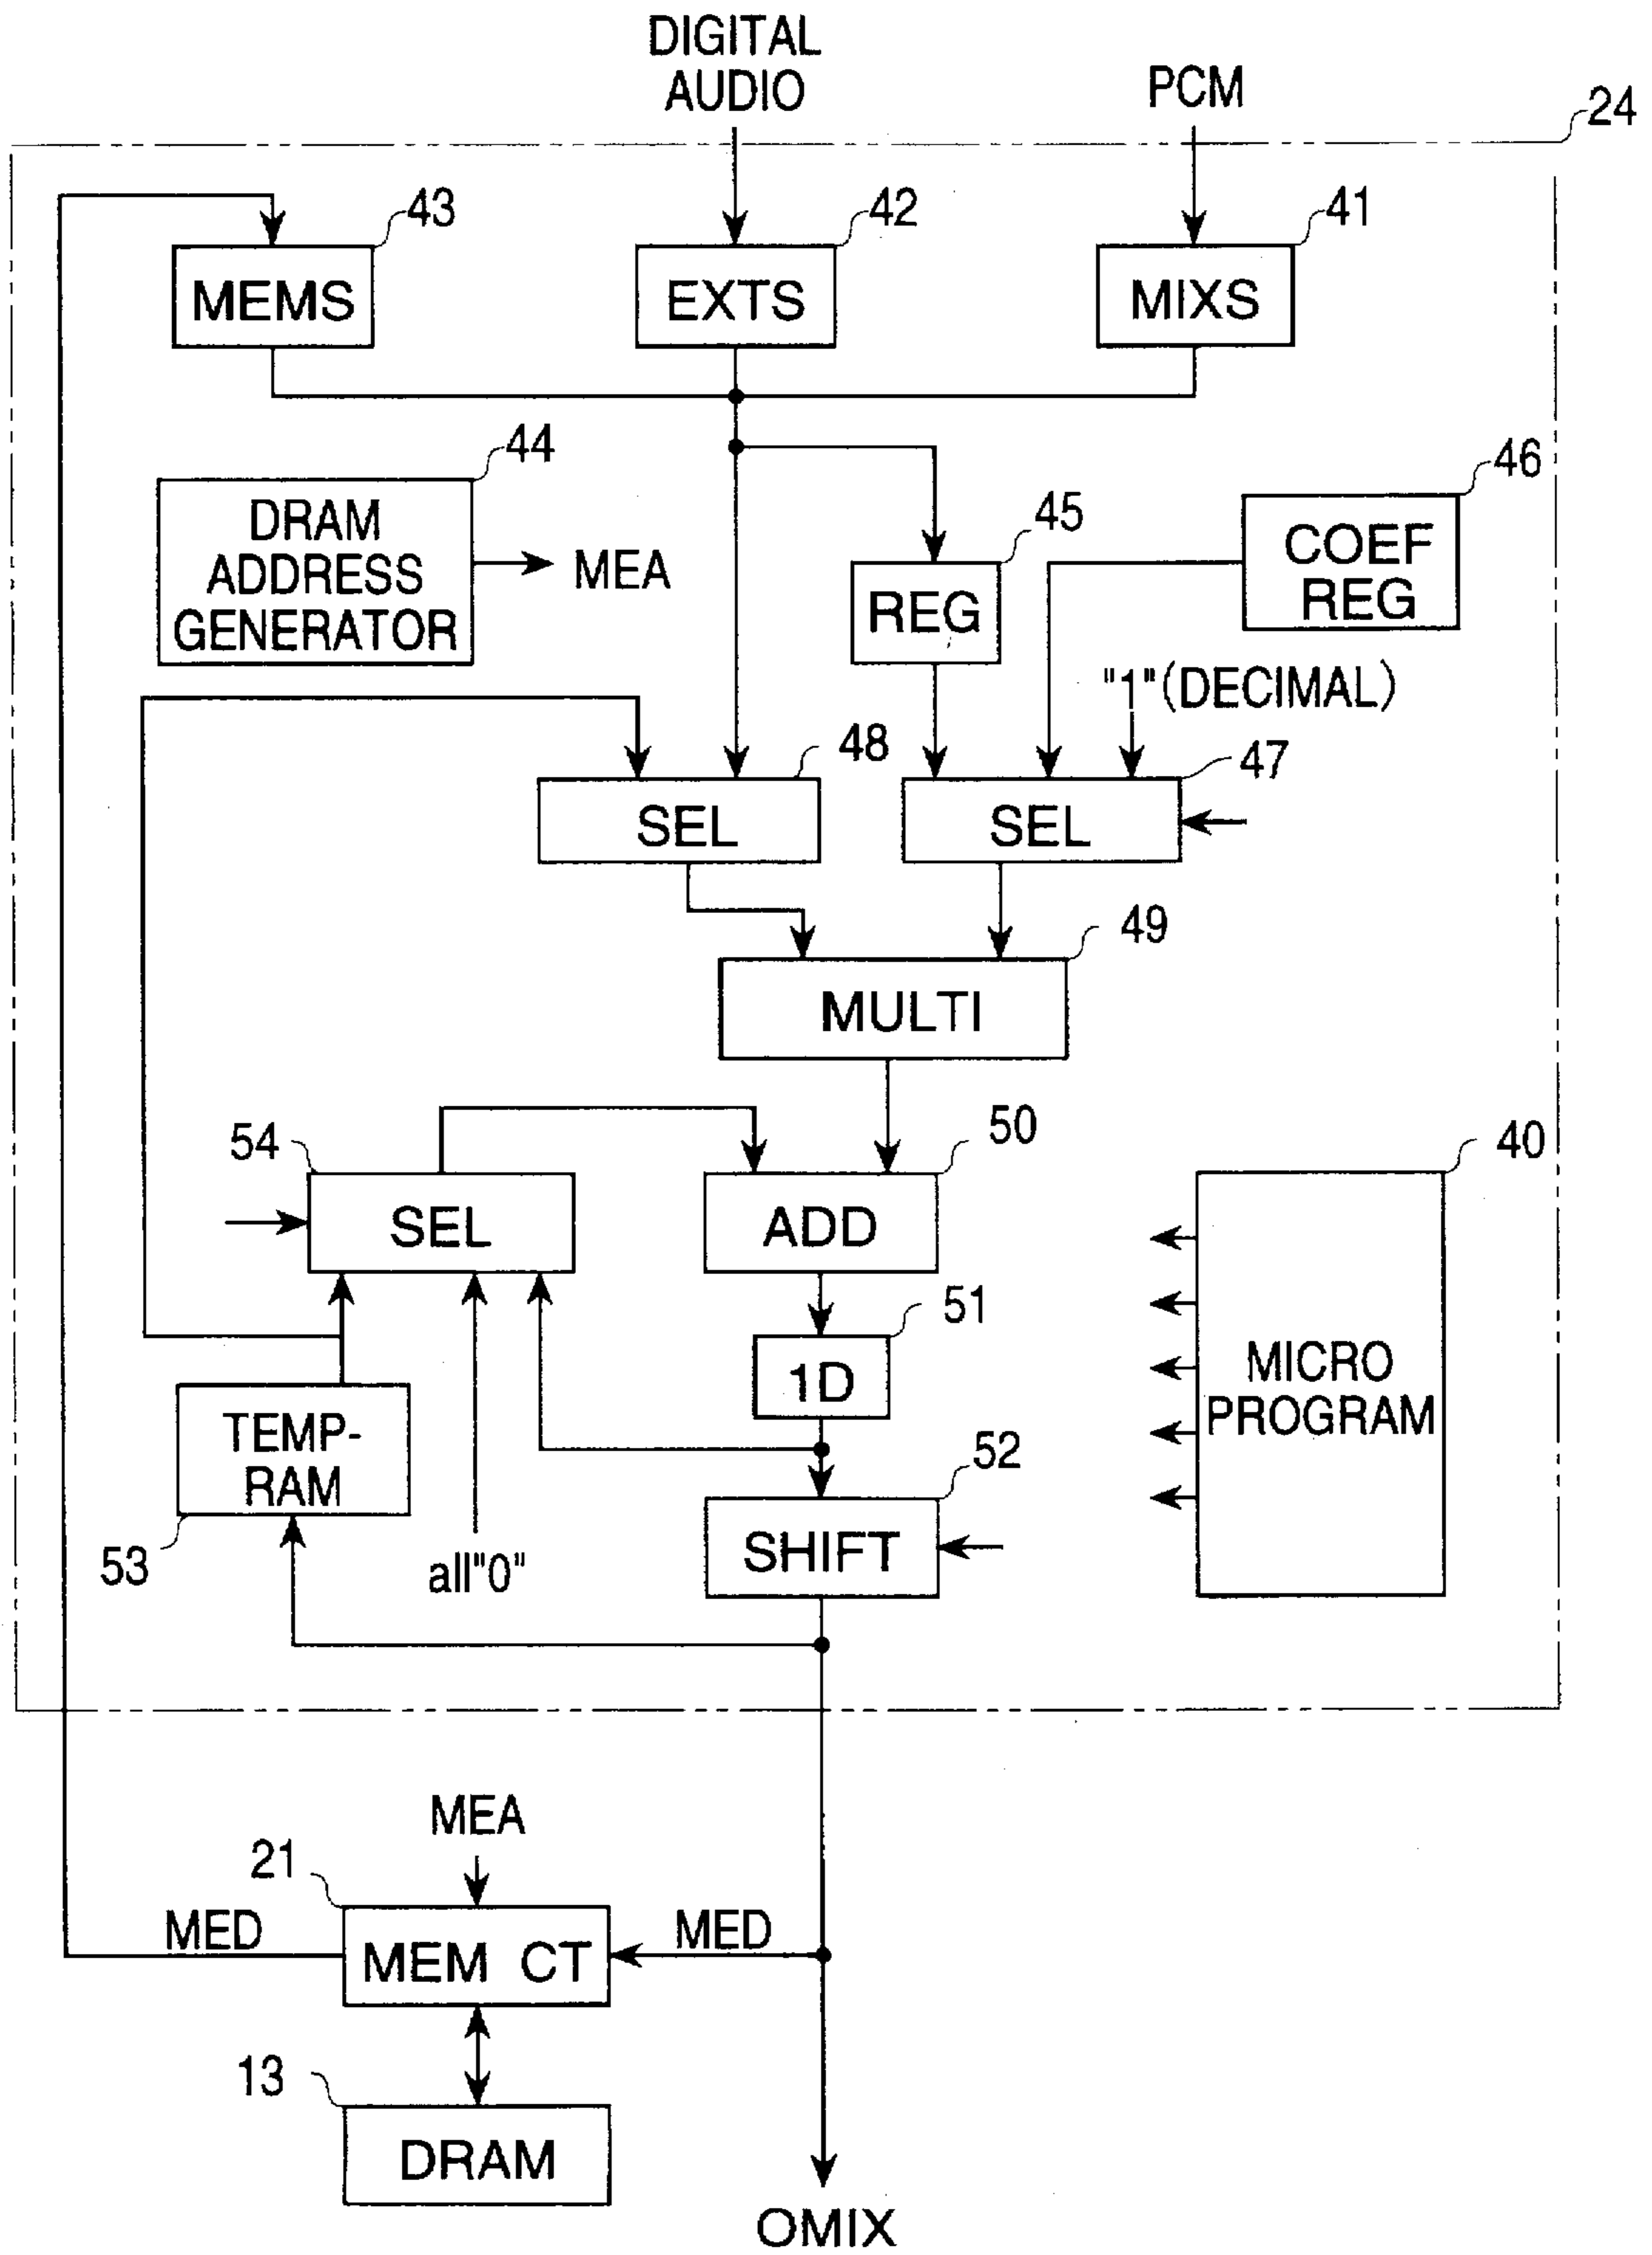 DIGITAL
AUDIO
PCM
24
43
42
41
MEMS
EXTS
MIXS
44
46
DRAM
ADDRESS
GENERATOR
MEA
45
REG
COEF
REG
"1"(DECIMAL)
48
47
SEL
SEL
49
MULTI
54
50
40
SEL
ADD
51
1D
MICRO
PROGRAM
TEMP-
RAM
52
53
all"0"
SHIFT
MEA
21
MED
MEM CT
MED
13
DRAM
OMIX